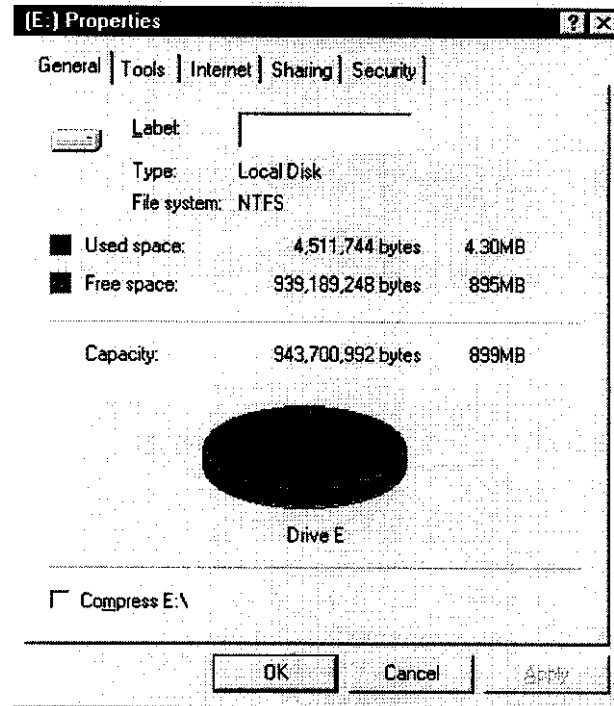 (E:) Properties ? X
General Tools Internet Sharing Security
Label:
Type: Local Disk
File system: NTFS
Used space: 4,511,744 bytes 4.30MB
Free space: 939,189,248 bytes 895MB
Capacity: 943,700,992 bytes 899MB
Drive E
Compress E:\
OK Cancel Apply